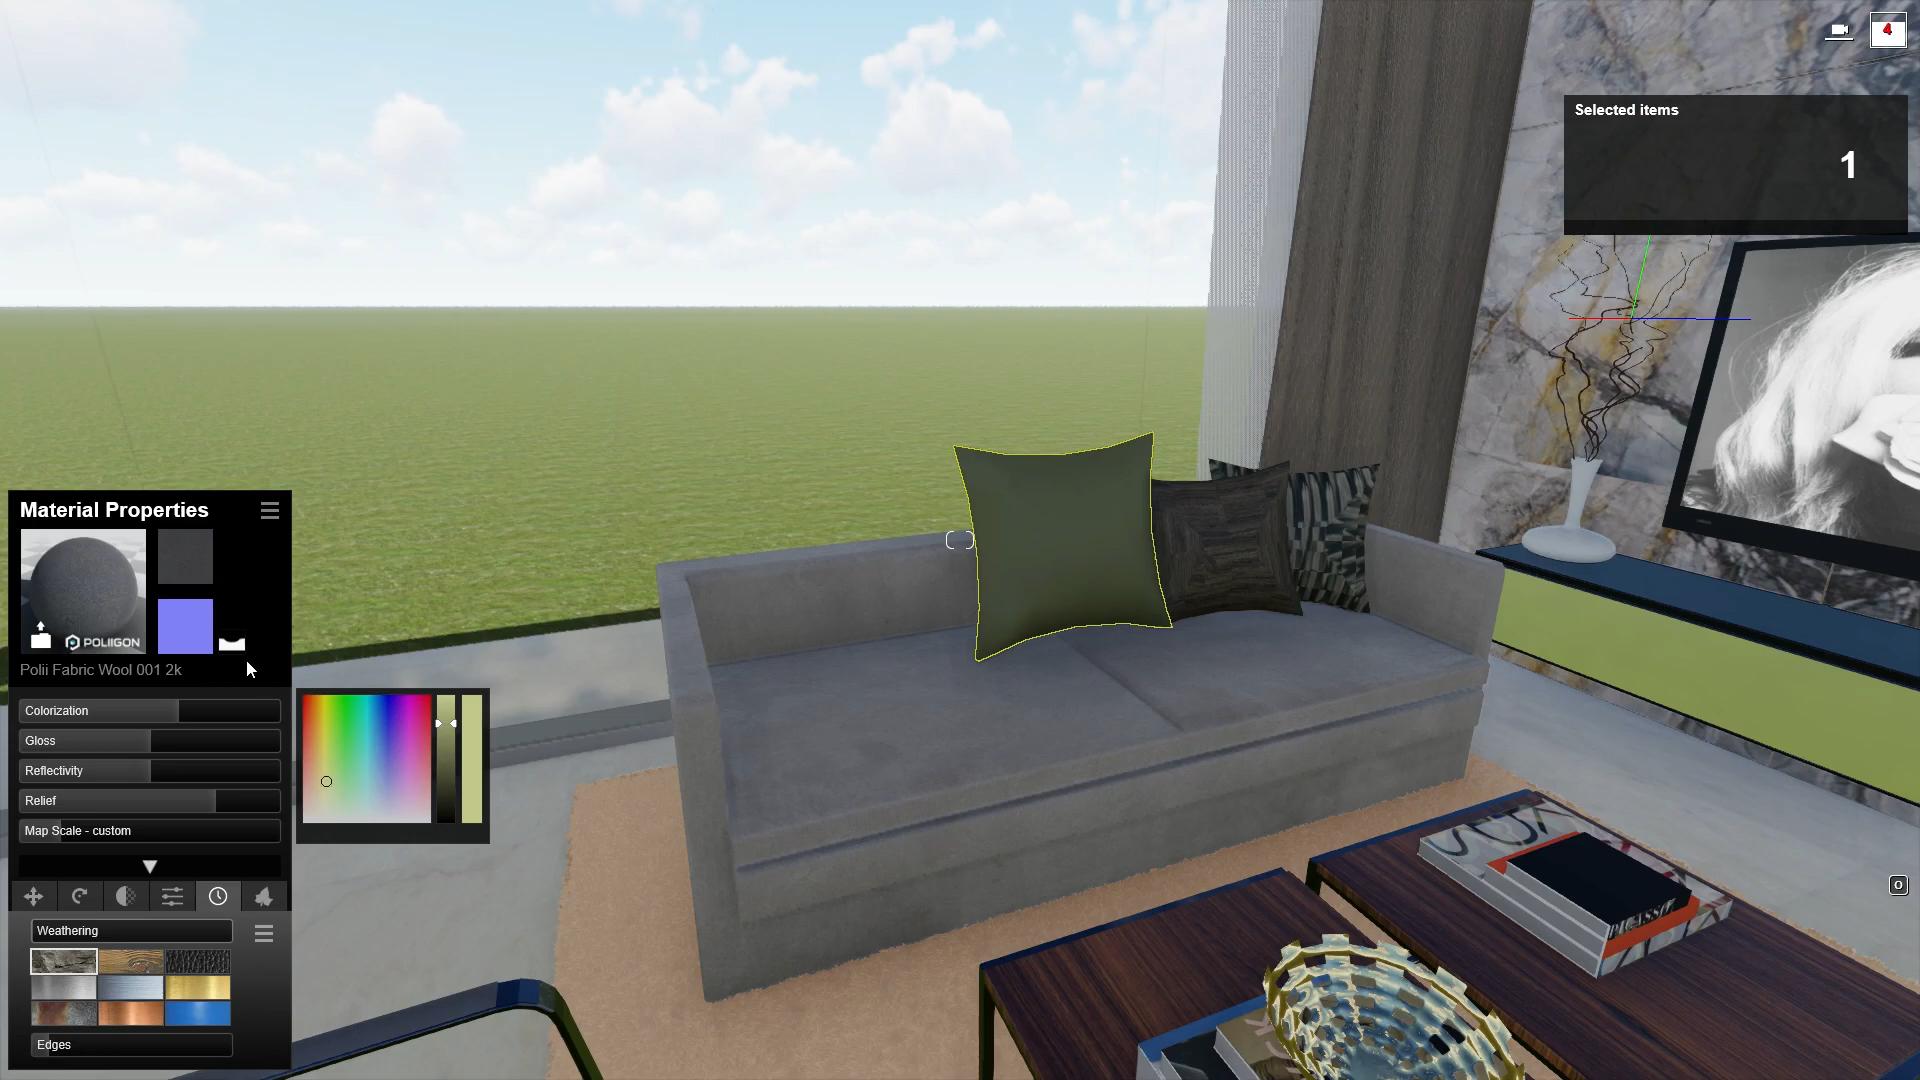 4
Selected items
1
Material Properties
POLIIGON
Polii Fabric Wool 001 2k
Colorization
Gloss
Reflectivity
Relief
Map Scale - custom
Weathering
Edges
O